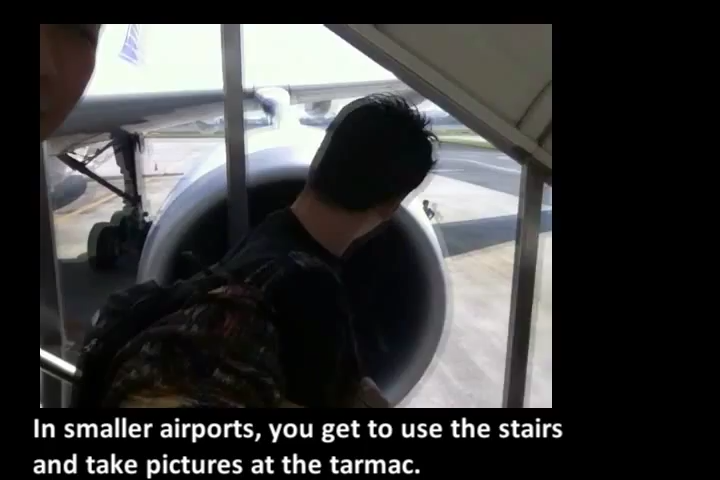 In smaller airports, you get to use the stairs
and take pictures at the tarmac.